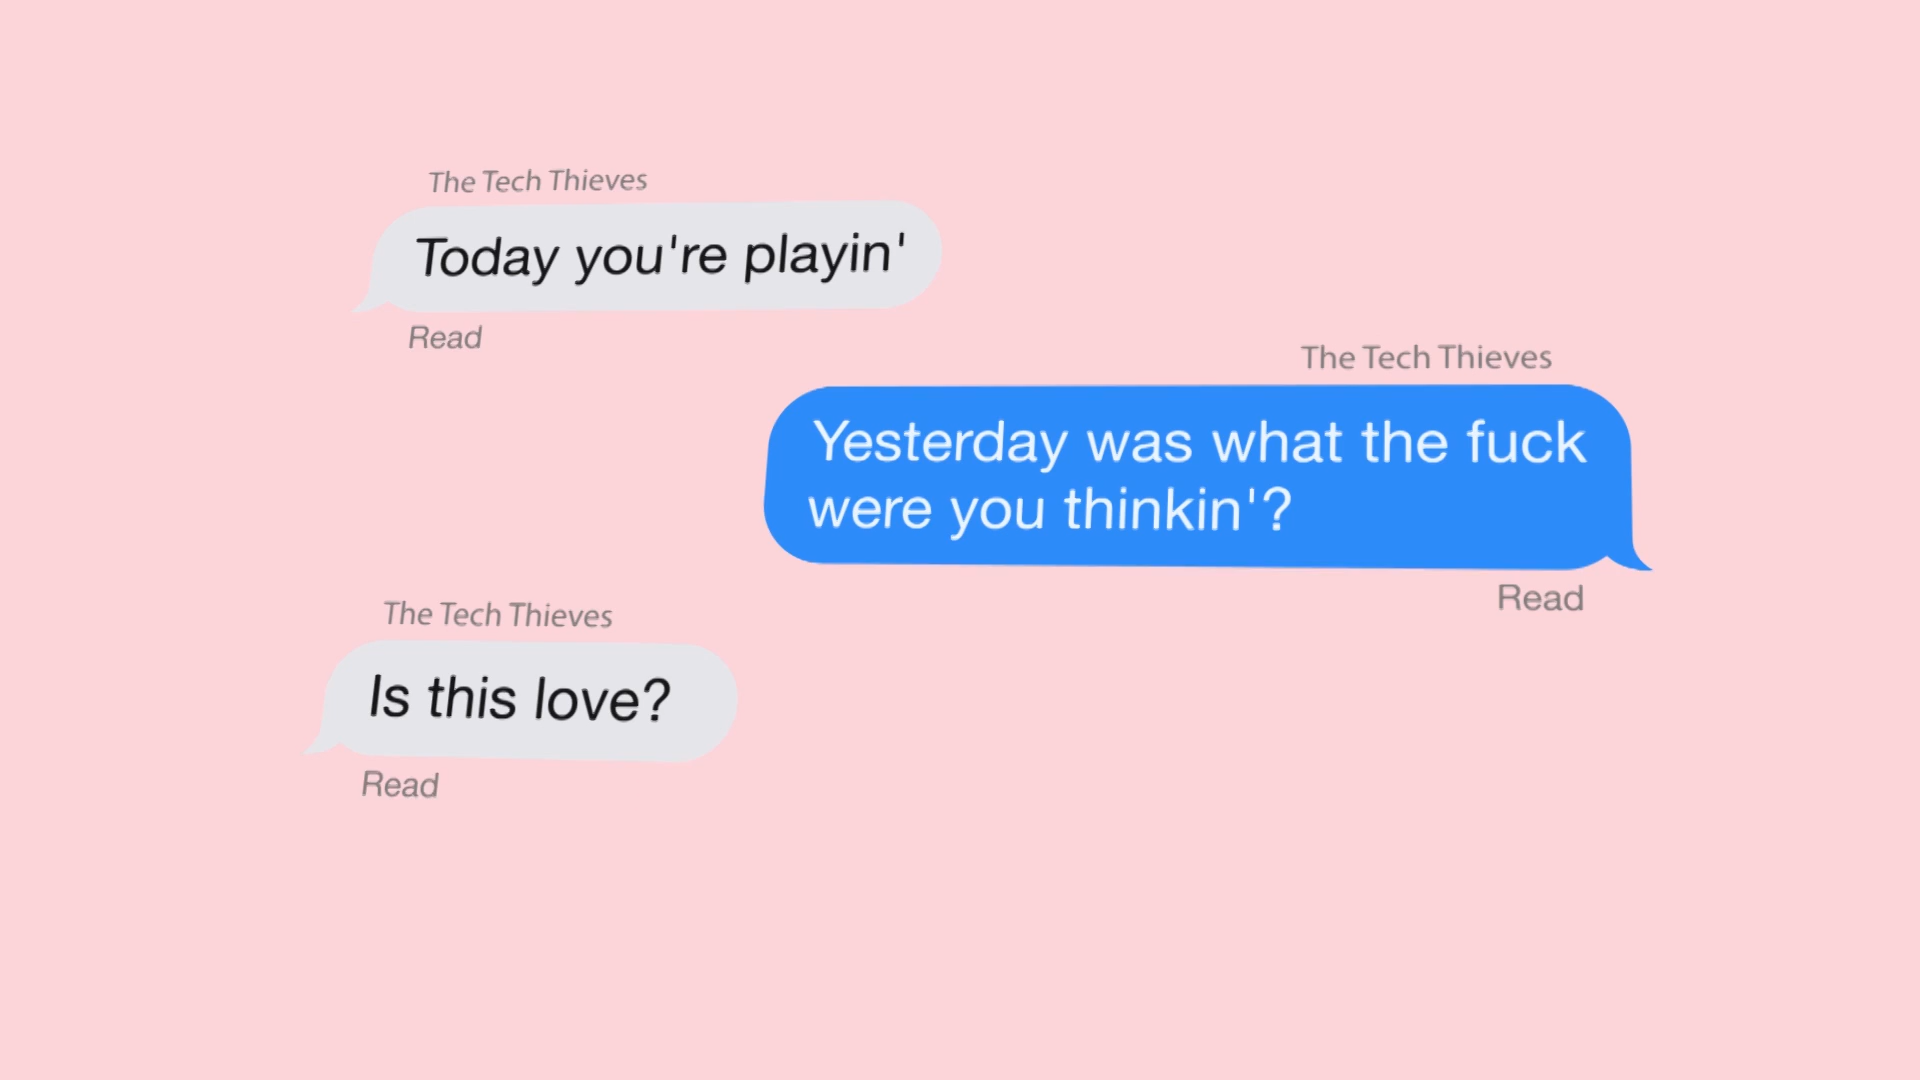 The Tech Thieves
Today you're playin'
Read
The Tech Thieves
Yesterday was what the fuck
were you thinkin'?
Read
The Tech Thieves
Is this love?
Read